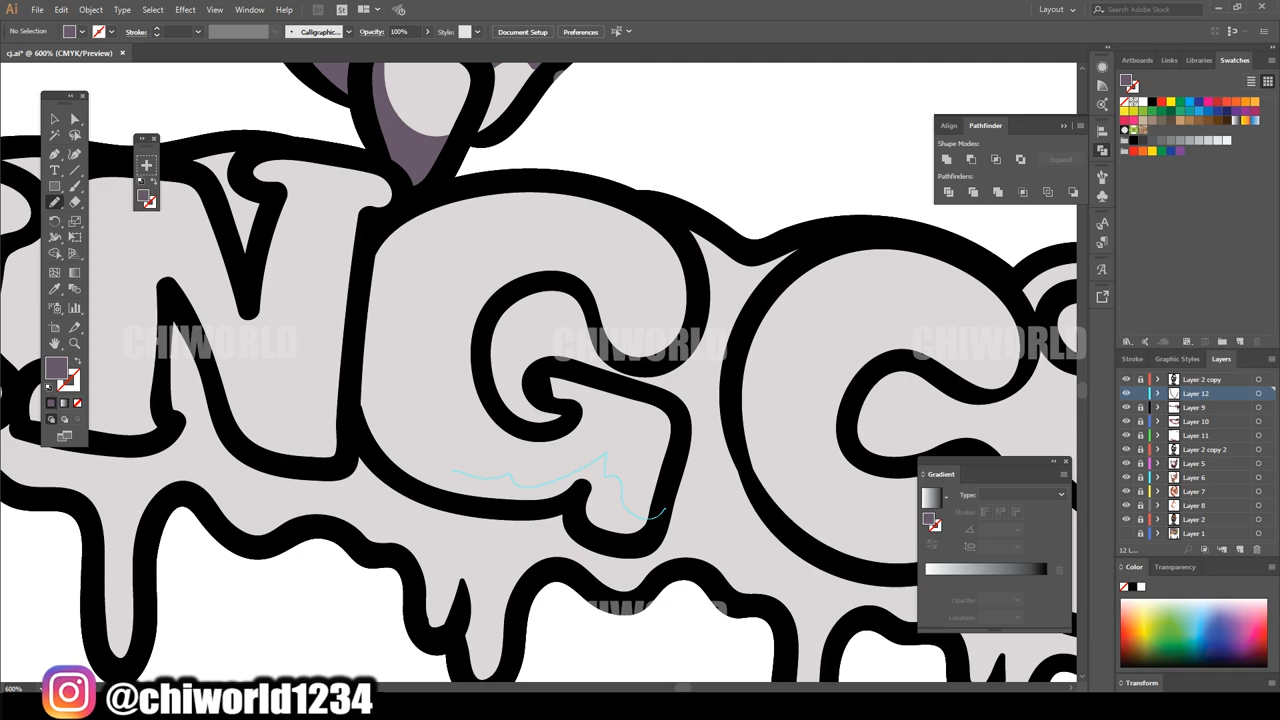 Ai File Edit Object Type Select Effect View Window Help Br St Layout Search Adobe Stock
No Selection Stroke: Calligraphic... Opacity: 100% Style: Document Setup Preferences
cj.ai* @ 600% (CMYK/Preview)
Artboards Links Libraries Swatches
Align Pathfinder
Shape Modes:
Expand
Pathfinders:
NGC
CHIWORLD CHIWORLD CHIWORLD
Stroke Graphic Styles Layers
Layer 2 copy
Layer 12
Layer 9
Layer 10
Layer 11
Layer 2 copy 2
Layer 5
Layer 6
Layer 7
Layer 8
Layer 2
Layer 1
12 L...
Gradient
Type:
Stroke:
Opacity:
Location:
Color Transparency
Transform
600%
@chiworld1234